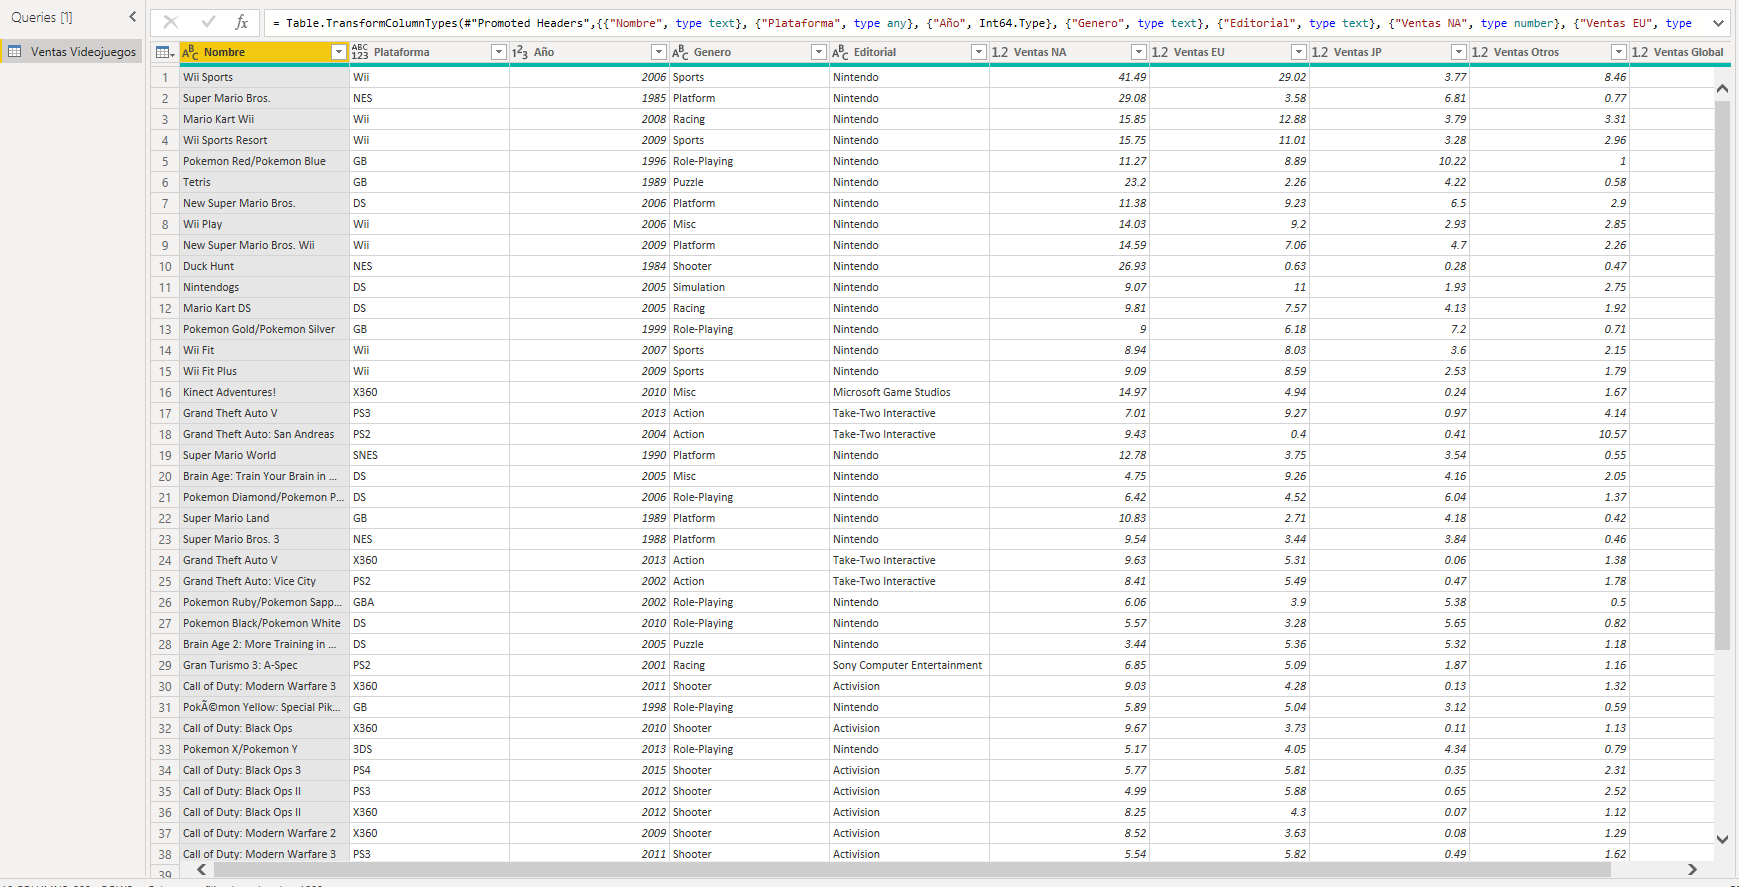 Queries [1]
fx
= Table.TransformColumnTypes(#"Promoted Headers",{{"Nombre", type text}, {"Plataforma", type any}, {"Año", Int64.Type}, {"Genero", type text}, {"Editorial", type text}, {"Ventas NA", type number}, {"Ventas EU", type
Ventas Videojuegos
ABC Nombre ABC123 Plataforma 123 Año ABC Genero ABC Editorial 1.2 Ventas NA 1.2 Ventas EU 1.2 Ventas JP 1.2 Ventas Otros 1.2 Ventas Global
1 Wii Sports Wii 2006 Sports Nintendo 41.49 29.02 3.77 8.46
2 Super Mario Bros. NES 1985 Platform Nintendo 29.08 3.58 6.81 0.77
3 Mario Kart Wii Wii 2008 Racing Nintendo 15.85 12.88 3.79 3.31
4 Wii Sports Resort Wii 2009 Sports Nintendo 15.75 11.01 3.28 2.96
5 Pokemon Red/Pokemon Blue GB 1996 Role-Playing Nintendo 11.27 8.89 10.22 1
6 Tetris GB 1989 Puzzle Nintendo 23.2 2.26 4.22 0.58
7 New Super Mario Bros. DS 2006 Platform Nintendo 11.38 9.23 6.5 2.9
8 Wii Play Wii 2006 Misc Nintendo 14.03 9.2 2.93 2.85
9 New Super Mario Bros. Wii Wii 2009 Platform Nintendo 14.59 7.06 4.7 2.26
10 Duck Hunt NES 1984 Shooter Nintendo 26.93 0.63 0.28 0.47
11 Nintendogs DS 2005 Simulation Nintendo 9.07 11 1.93 2.75
12 Mario Kart DS DS 2005 Racing Nintendo 9.81 7.57 4.13 1.92
13 Pokemon Gold/Pokemon Silver GB 1999 Role-Playing Nintendo 9 6.18 7.2 0.71
14 Wii Fit Wii 2007 Sports Nintendo 8.94 8.03 3.6 2.15
15 Wii Fit Plus Wii 2009 Sports Nintendo 9.09 8.59 2.53 1.79
16 Kinect Adventures! X360 2010 Misc Microsoft Game Studios 14.97 4.94 0.24 1.67
17 Grand Theft Auto V PS3 2013 Action Take-Two Interactive 7.01 9.27 0.97 4.14
18 Grand Theft Auto: San Andreas PS2 2004 Action Take-Two Interactive 9.43 0.4 0.41 10.57
19 Super Mario World SNES 1990 Platform Nintendo 12.78 3.75 3.54 0.55
20 Brain Age: Train Your Brain in ... DS 2005 Misc Nintendo 4.75 9.26 4.16 2.05
21 Pokemon Diamond/Pokemon P... DS 2006 Role-Playing Nintendo 6.42 4.52 6.04 1.37
22 Super Mario Land GB 1989 Platform Nintendo 10.83 2.71 4.18 0.42
23 Super Mario Bros. 3 NES 1988 Platform Nintendo 9.54 3.44 3.84 0.46
24 Grand Theft Auto V X360 2013 Action Take-Two Interactive 9.63 5.31 0.06 1.38
25 Grand Theft Auto: Vice City PS2 2002 Action Take-Two Interactive 8.41 5.49 0.47 1.78
26 Pokemon Ruby/Pokemon Sapp... GBA 2002 Role-Playing Nintendo 6.06 3.9 5.38 0.5
27 Pokemon Black/Pokemon White DS 2010 Role-Playing Nintendo 5.57 3.28 5.65 0.82
28 Brain Age 2: More Training in ... DS 2005 Puzzle Nintendo 3.44 5.36 5.32 1.18
29 Gran Turismo 3: A-Spec PS2 2001 Racing Sony Computer Entertainment 6.85 5.09 1.87 1.16
30 Call of Duty: Modern Warfare 3 X360 2011 Shooter Activision 9.03 4.28 0.13 1.32
31 PokÃ©mon Yellow: Special Pik... GB 1998 Role-Playing Nintendo 5.89 5.04 3.12 0.59
32 Call of Duty: Black Ops X360 2010 Shooter Activision 9.67 3.73 0.11 1.13
33 Pokemon X/Pokemon Y 3DS 2013 Role-Playing Nintendo 5.17 4.05 4.34 0.79
34 Call of Duty: Black Ops 3 PS4 2015 Shooter Activision 5.77 5.81 0.35 2.31
35 Call of Duty: Black Ops II PS3 2012 Shooter Activision 4.99 5.88 0.65 2.52
36 Call of Duty: Black Ops II X360 2012 Shooter Activision 8.25 4.3 0.07 1.12
37 Call of Duty: Modern Warfare 2 X360 2009 Shooter Activision 8.52 3.63 0.08 1.29
38 Call of Duty: Modern Warfare 3 PS3 2011 Shooter Activision 5.54 5.82 0.49 1.62
39